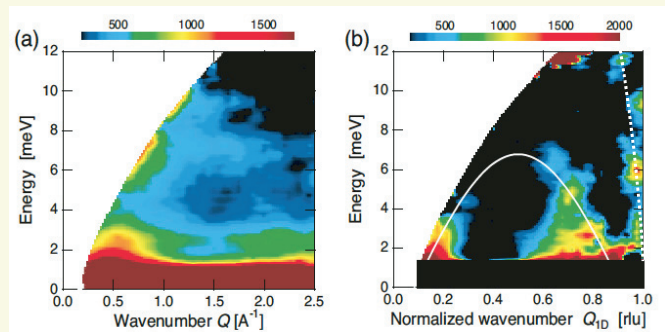 (a)
500 1000 1500
12
10
8
6
4
2
0
Energy [meV]
0.0 0.5 1.0 1.5 2.0 2.5
Wavenumber Q [A⁻¹]
(b)
500 1000 1500 2000
12
10
8
6
4
2
0
Energy [meV]
0.0 0.2 0.4 0.6 0.8 1.0
Normalized wavenumber Q1D [rlu]